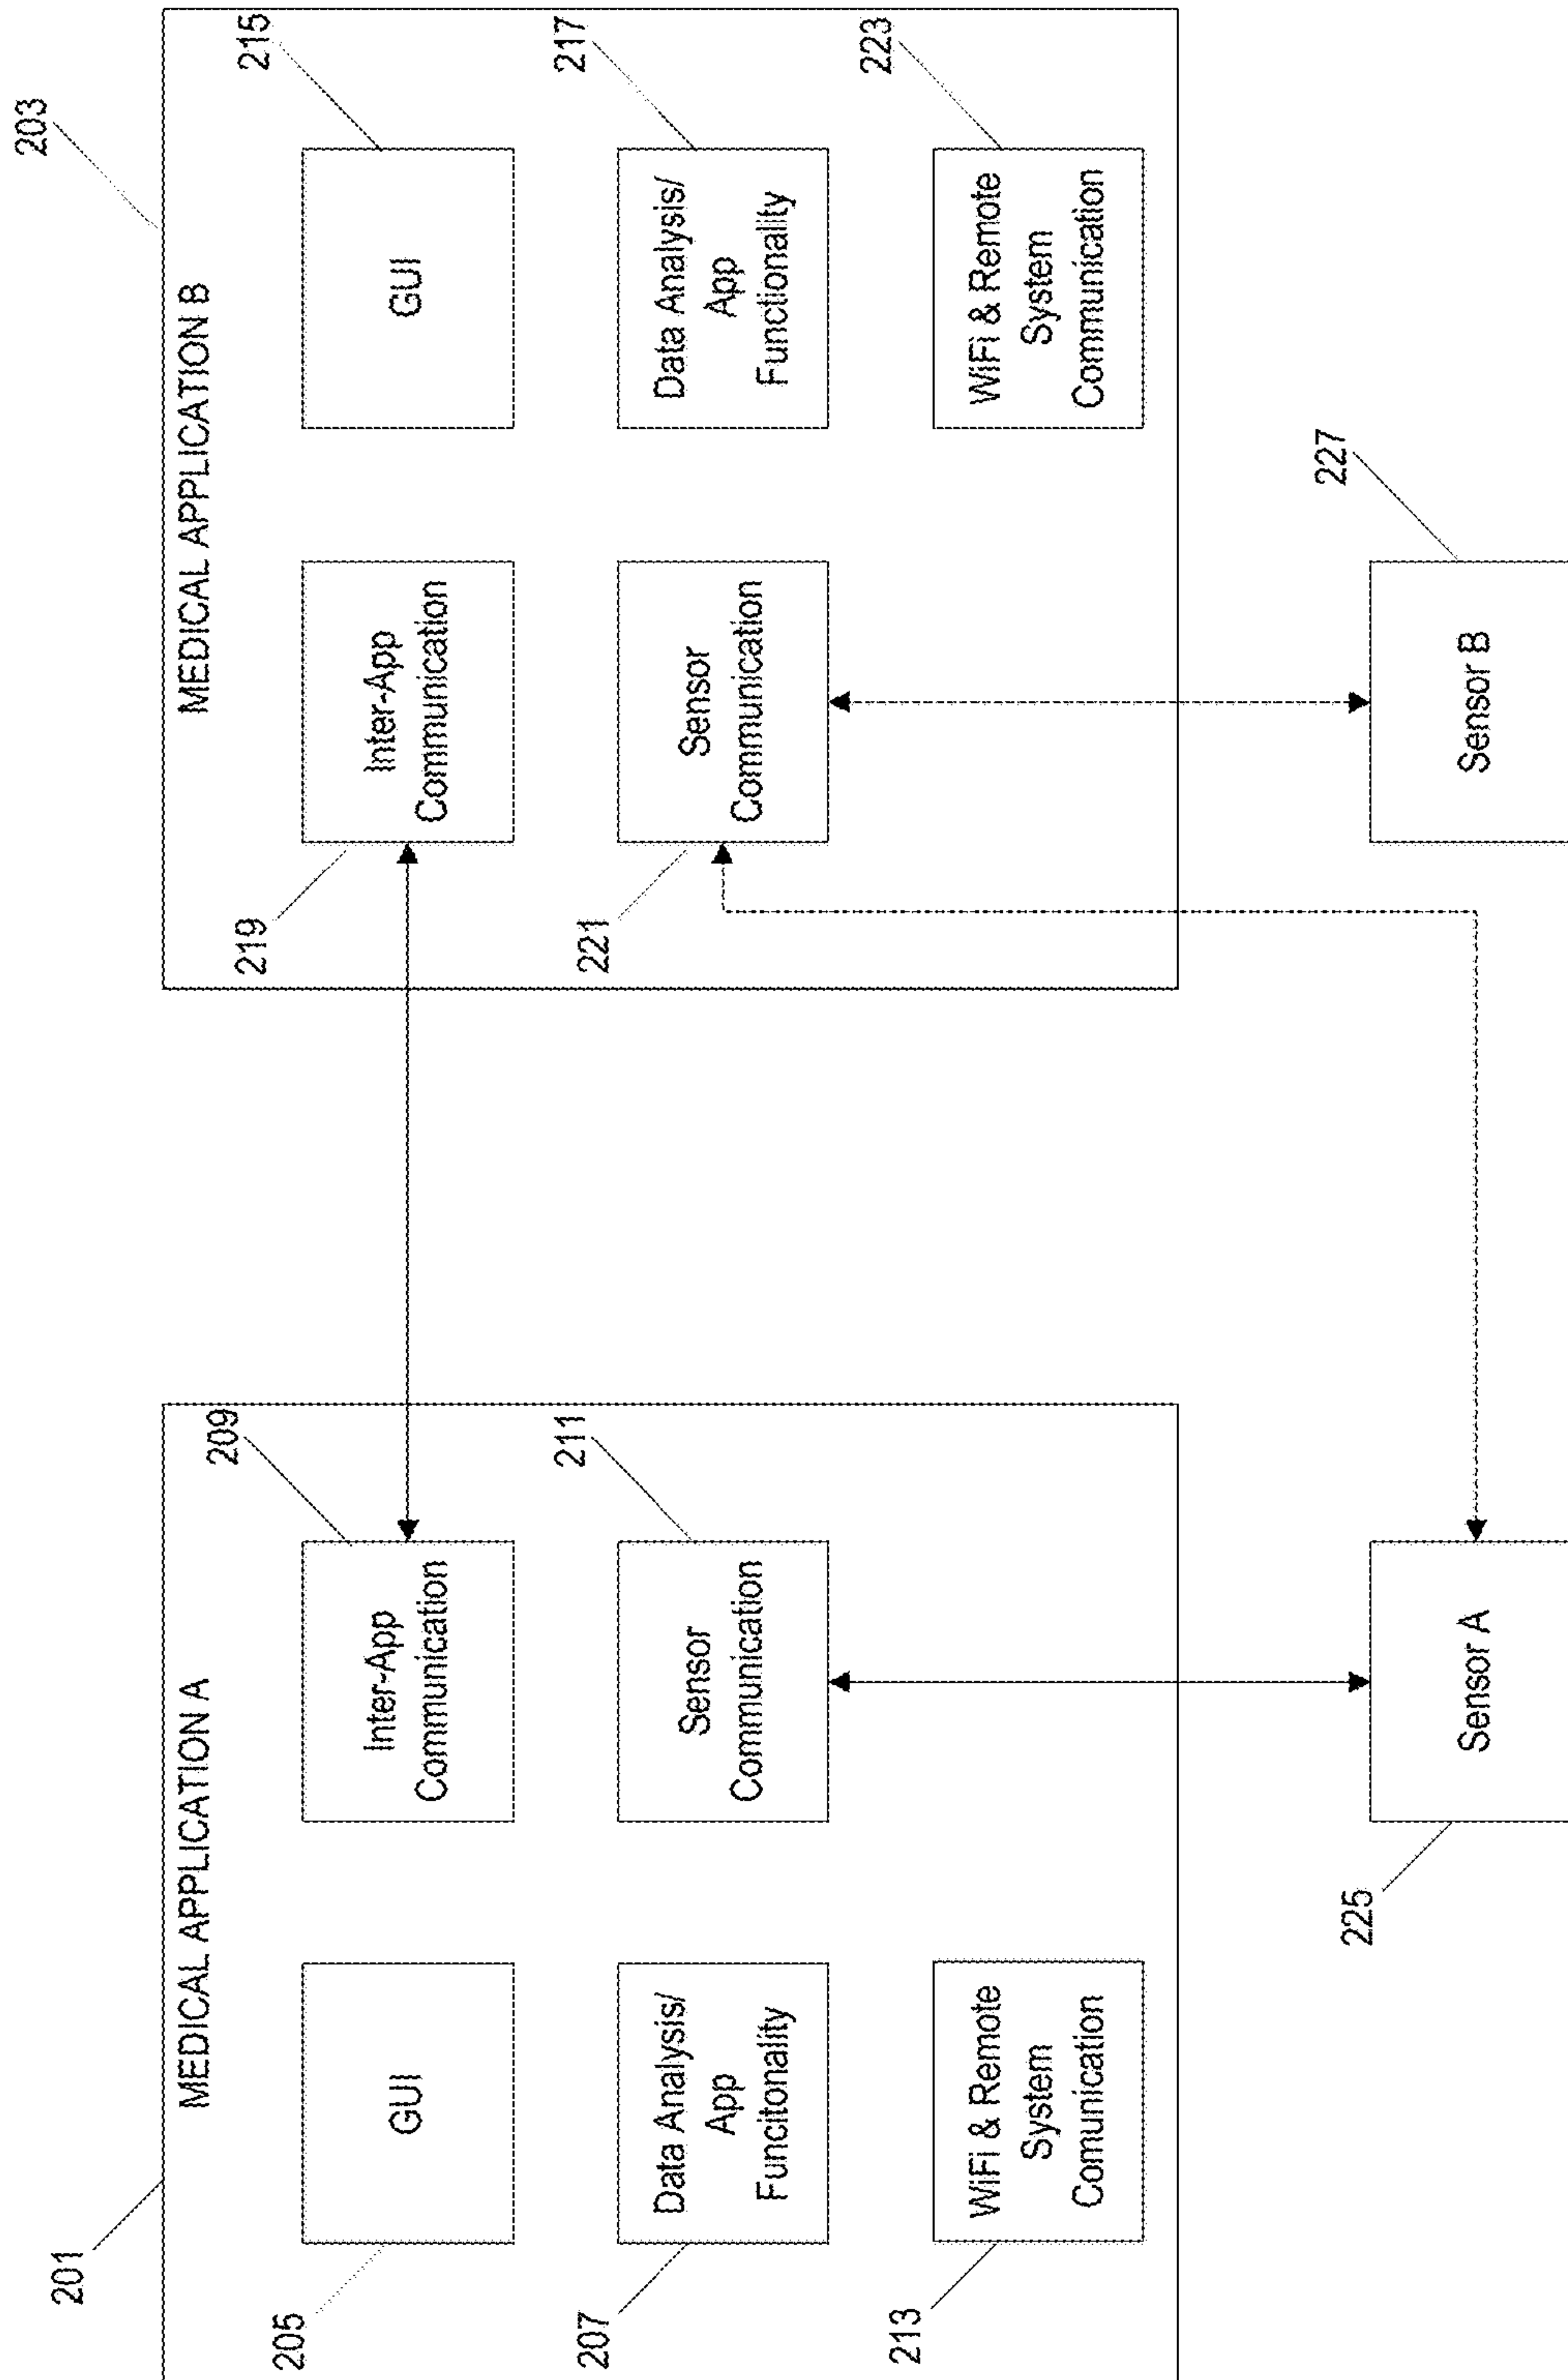 201
MEDICAL APPLICATION A
205
GUI
209
Inter-App
Communication
207
Data Analysis/
App
Funcitonality
211
Sensor
Communication
213
WiFi & Remote
System
Comunication
225
Sensor A
203
MEDICAL APPLICATION B
219
Inter-App
Communication
215
GUI
221
Sensor
Communication
217
Data Analysis/
App
Functionality
223
WiFi & Remote
System
Communication
227
Sensor B